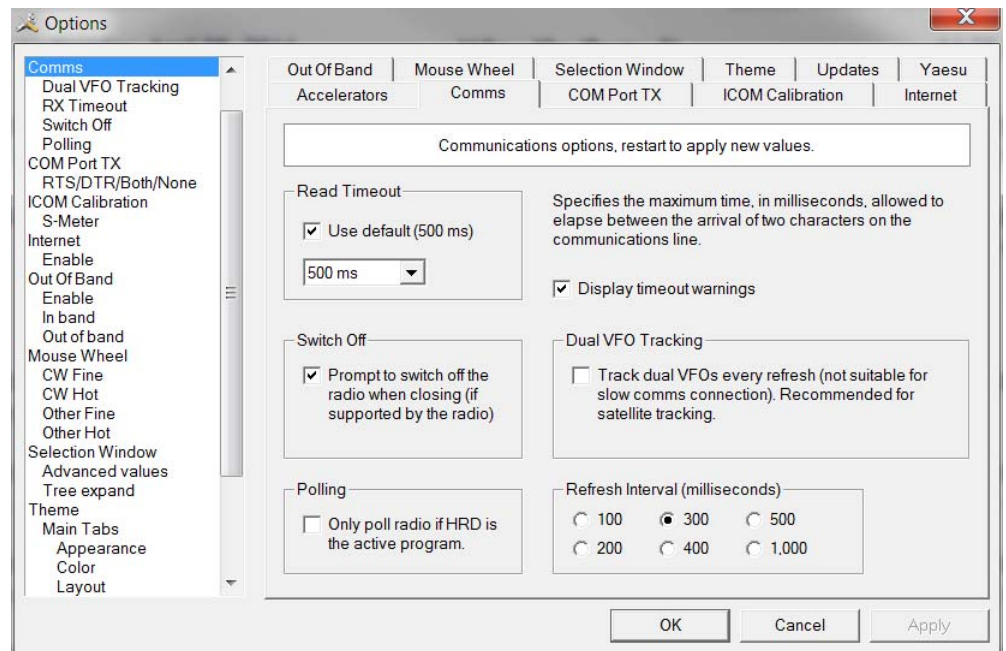 Options
X
Comms
Dual VFO Tracking
RX Timeout
Switch Off
Polling
COM Port TX
RTS/DTR/Both/None
ICOM Calibration
S-Meter
Internet
Enable
Out Of Band
Enable
In band
Out of band
Mouse Wheel
CW Fine
CW Hot
Other Fine
Other Hot
Selection Window
Advanced values
Tree expand
Theme
Main Tabs
Appearance
Color
Layout
Out Of Band Mouse Wheel Selection Window Theme Updates Yaesu
Accelerators Comms COM Port TX ICOM Calibration Internet
Communications options, restart to apply new values.
Read Timeout
Use default (500 ms)
500 ms
Specifies the maximum time, in milliseconds, allowed to
elapse between the arrival of two characters on the
communications line.
Display timeout warnings
Switch Off
Prompt to switch off the
radio when closing (if
supported by the radio)
Dual VFO Tracking
Track dual VFOs every refresh (not suitable for
slow comms connection). Recommended for
satellite tracking.
Polling
Only poll radio if HRD is
the active program.
Refresh Interval (milliseconds)
100 300 500
200 400 1,000
OK Cancel Apply